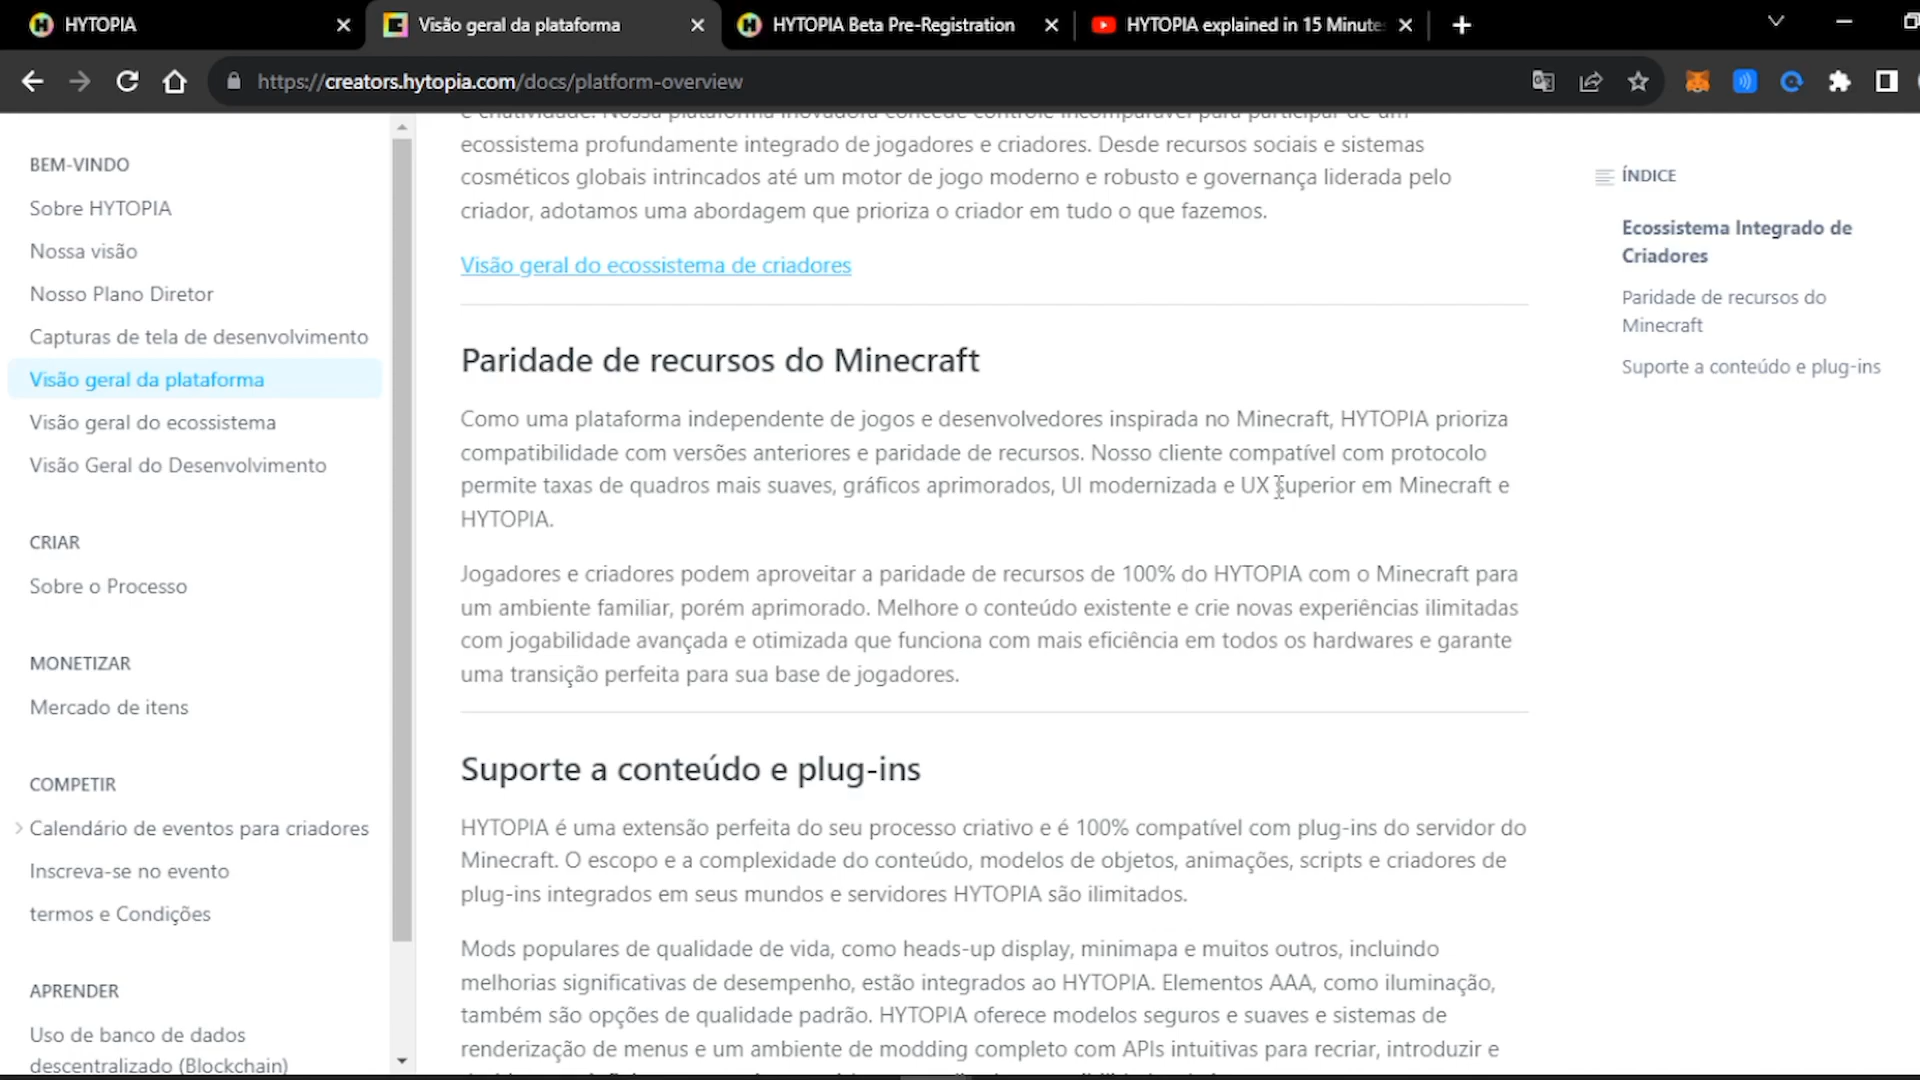 HYTOPIA
Visão geral da plataforma
HYTOPIA Beta Pre-Registration
HYTOPIA explained in 15 Minute
https://creators.hytopia.com/docs/platform-overview
BEM-VINDO
Sobre HYTOPIA
Nossa visão
Nosso Plano Diretor
Capturas de tela de desenvolvimento
Visão geral da plataforma
Visão geral do ecossistema
Visão Geral do Desenvolvimento
CRIAR
Sobre o Processo
MONETIZAR
Mercado de itens
COMPETIR
Calendário de eventos para criadores
Inscreva-se no evento
termos e Condições
APRENDER
Uso de banco de dados
descentralizado (Blockchain)
e criatividade. Nossa plataforma inovadora concede controle incomparável para participar de um
ecossistema profundamente integrado de jogadores e criadores. Desde recursos sociais e sistemas
cosméticos globais intrincados até um motor de jogo moderno e robusto e governança liderada pelo
criador, adotamos uma abordagem que prioriza o criador em tudo o que fazemos.
Visão geral do ecossistema de criadores
Paridade de recursos do Minecraft
Como uma plataforma independente de jogos e desenvolvedores inspirada no Minecraft, HYTOPIA prioriza
compatibilidade com versões anteriores e paridade de recursos. Nosso cliente compatível com protocolo
permite taxas de quadros mais suaves, gráficos aprimorados, UI modernizada e UX superior em Minecraft e
HYTOPIA.
Jogadores e criadores podem aproveitar a paridade de recursos de 100% do HYTOPIA com o Minecraft para
um ambiente familiar, porém aprimorado. Melhore o conteúdo existente e crie novas experiências ilimitadas
com jogabilidade avançada e otimizada que funciona com mais eficiência em todos os hardwares e garante
uma transição perfeita para sua base de jogadores.
Suporte a conteúdo e plug-ins
HYTOPIA é uma extensão perfeita do seu processo criativo e é 100% compatível com plug-ins do servidor do
Minecraft. O escopo e a complexidade do conteúdo, modelos de objetos, animações, scripts e criadores de
plug-ins integrados em seus mundos e servidores HYTOPIA são ilimitados.
Mods populares de qualidade de vida, como heads-up display, minimapa e muitos outros, incluindo
melhorias significativas de desempenho, estão integrados ao HYTOPIA. Elementos AAA, como iluminação,
também são opções de qualidade padrão. HYTOPIA oferece modelos seguros e suaves e sistemas de
renderização de menus e um ambiente de modding completo com APIs intuitivas para recriar, introduzir e
ÍNDICE
Ecossistema Integrado de
Criadores
Paridade de recursos do
Minecraft
Suporte a conteúdo e plug-ins